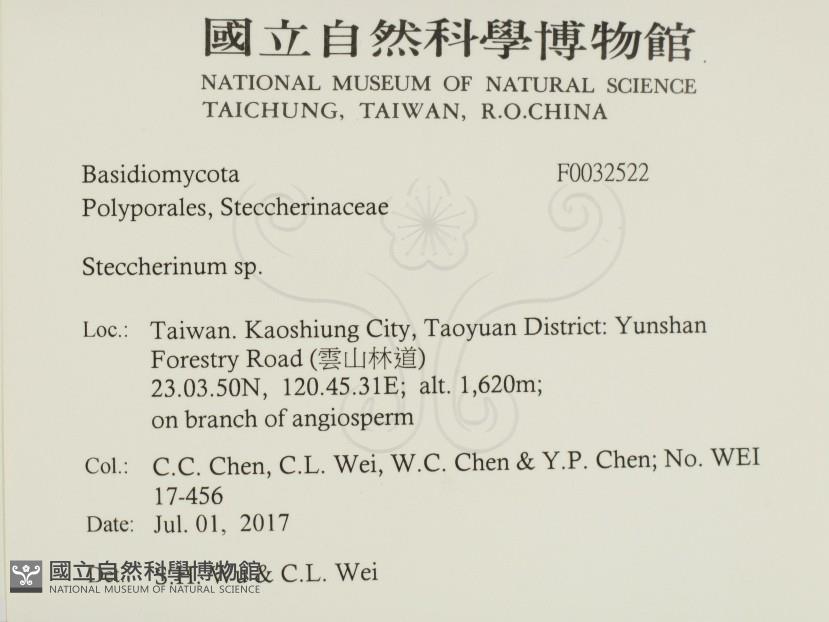 國立自然科學博物館
NATIONAL MUSEUM OF NATURAL SCIENCE
TAICHUNG, TAIWAN, R.O.CHINA
Basidiomycota F0032522
Polyporales, Steccherinaceae
Steccherinum sp.
Loc.: Taiwan. Kaoshiung City, Taoyuan District: Yunshan
Forestry Road (雲山林道)
23.03.50N, 120.45.31E; alt. 1,620m;
on branch of angiosperm
Col.: C.C. Chen, C.L. Wei, W.C. Chen & Y.P. Chen; No. WEI
17-456
Date: Jul. 01, 2017
Det.: S.H. Wu & C.L. Wei
國立自然科學博物館
NATIONAL MUSEUM OF NATURAL SCIENCE